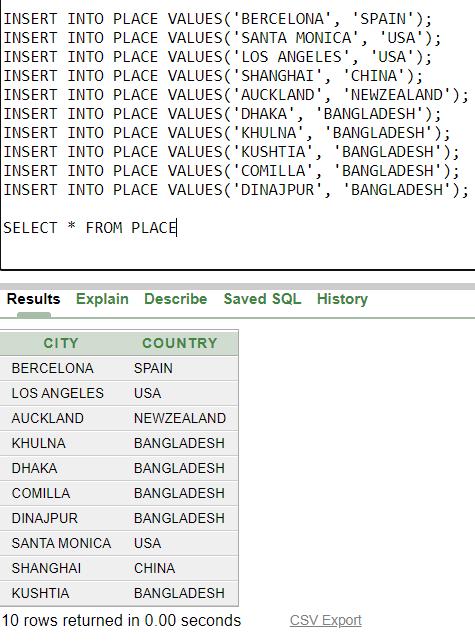 INSERT INTO PLACE VALUES('BERCELONA', 'SPAIN');
INSERT INTO PLACE VALUES('SANTA MONICA', 'USA');
INSERT INTO PLACE VALUES('LOS ANGELES', 'USA');
INSERT INTO PLACE VALUES('SHANGHAI', 'CHINA');
INSERT INTO PLACE VALUES('AUCKLAND', 'NEWZEALAND');
INSERT INTO PLACE VALUES('DHAKA', 'BANGLADESH');
INSERT INTO PLACE VALUES('KHULNA', 'BANGLADESH');
INSERT INTO PLACE VALUES('KUSHTIA', 'BANGLADESH');
INSERT INTO PLACE VALUES('COMILLA', 'BANGLADESH');
INSERT INTO PLACE VALUES('DINAJPUR', 'BANGLADESH');
SELECT * FROM PLACE
Results Explain Describe Saved SQL History
CITY COUNTRY
BERCELONA SPAIN
LOS ANGELES USA
AUCKLAND NEWZEALAND
KHULNA BANGLADESH
DHAKA BANGLADESH
COMILLA BANGLADESH
DINAJPUR BANGLADESH
SANTA MONICA USA
SHANGHAI CHINA
KUSHTIA BANGLADESH
10 rows returned in 0.00 seconds CSV Export